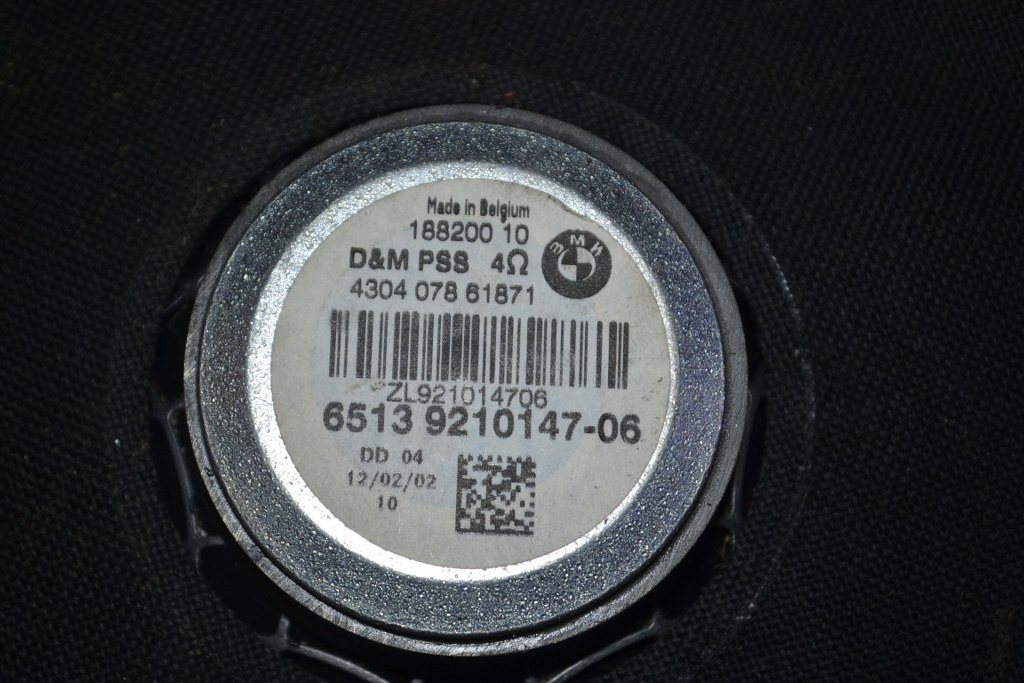 Made in Belgium
188200 10
D&M PSS 4Ω
BMW
4304 078 61871
ZL921014706
6513 9210147-06
DD 04
12/02/02
10